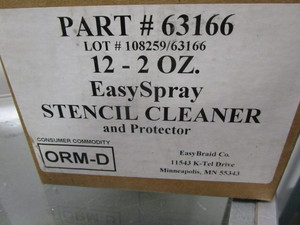 PART # 63166
LOT # 108259/63166
12 - 2 OZ.
EasySpray
STENCIL CLEANER
and Protector
CONSUMER COMMODITY
ORM-D
EasyBraid Co.
11543 K-Tel Drive
Minneapolis, MN 55343